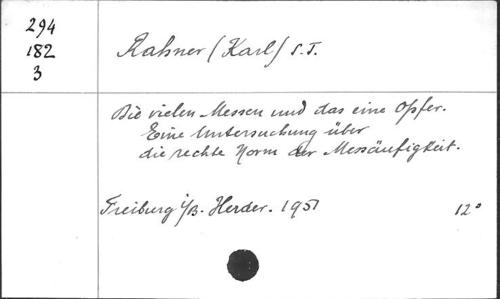 294
182
3
Rahner (Karl) S.T.
Die vielen Messen und das eine Opfer.
Eine Untersuchung über
die rechte Norm der Messäufigkeit.
Freiburg i/B. Herder. 1951
12°